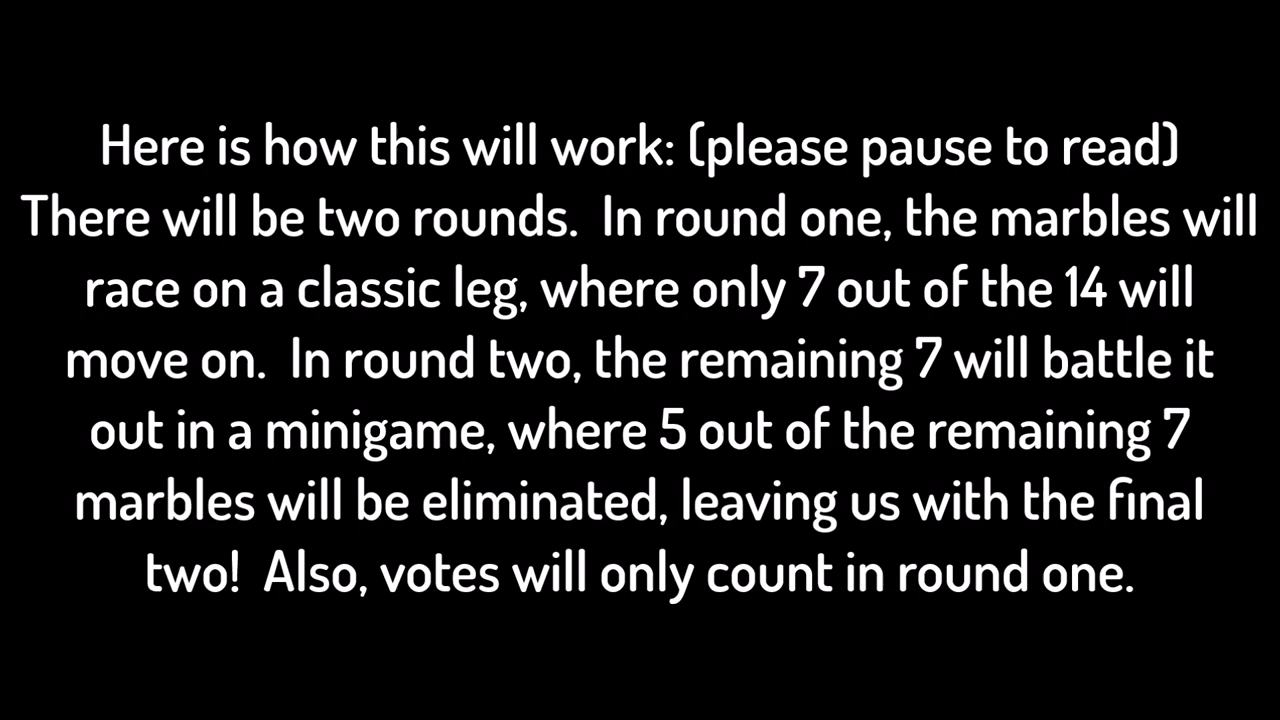 Here is how this will work: (please pause to read)
There will be two rounds.  In round one, the marbles will
race on a classic leg, where only 7 out of the 14 will
move on.  In round two, the remaining 7 will battle it
out in a minigame, where 5 out of the remaining 7
marbles will be eliminated, leaving us with the final
two!  Also, votes will only count in round one.